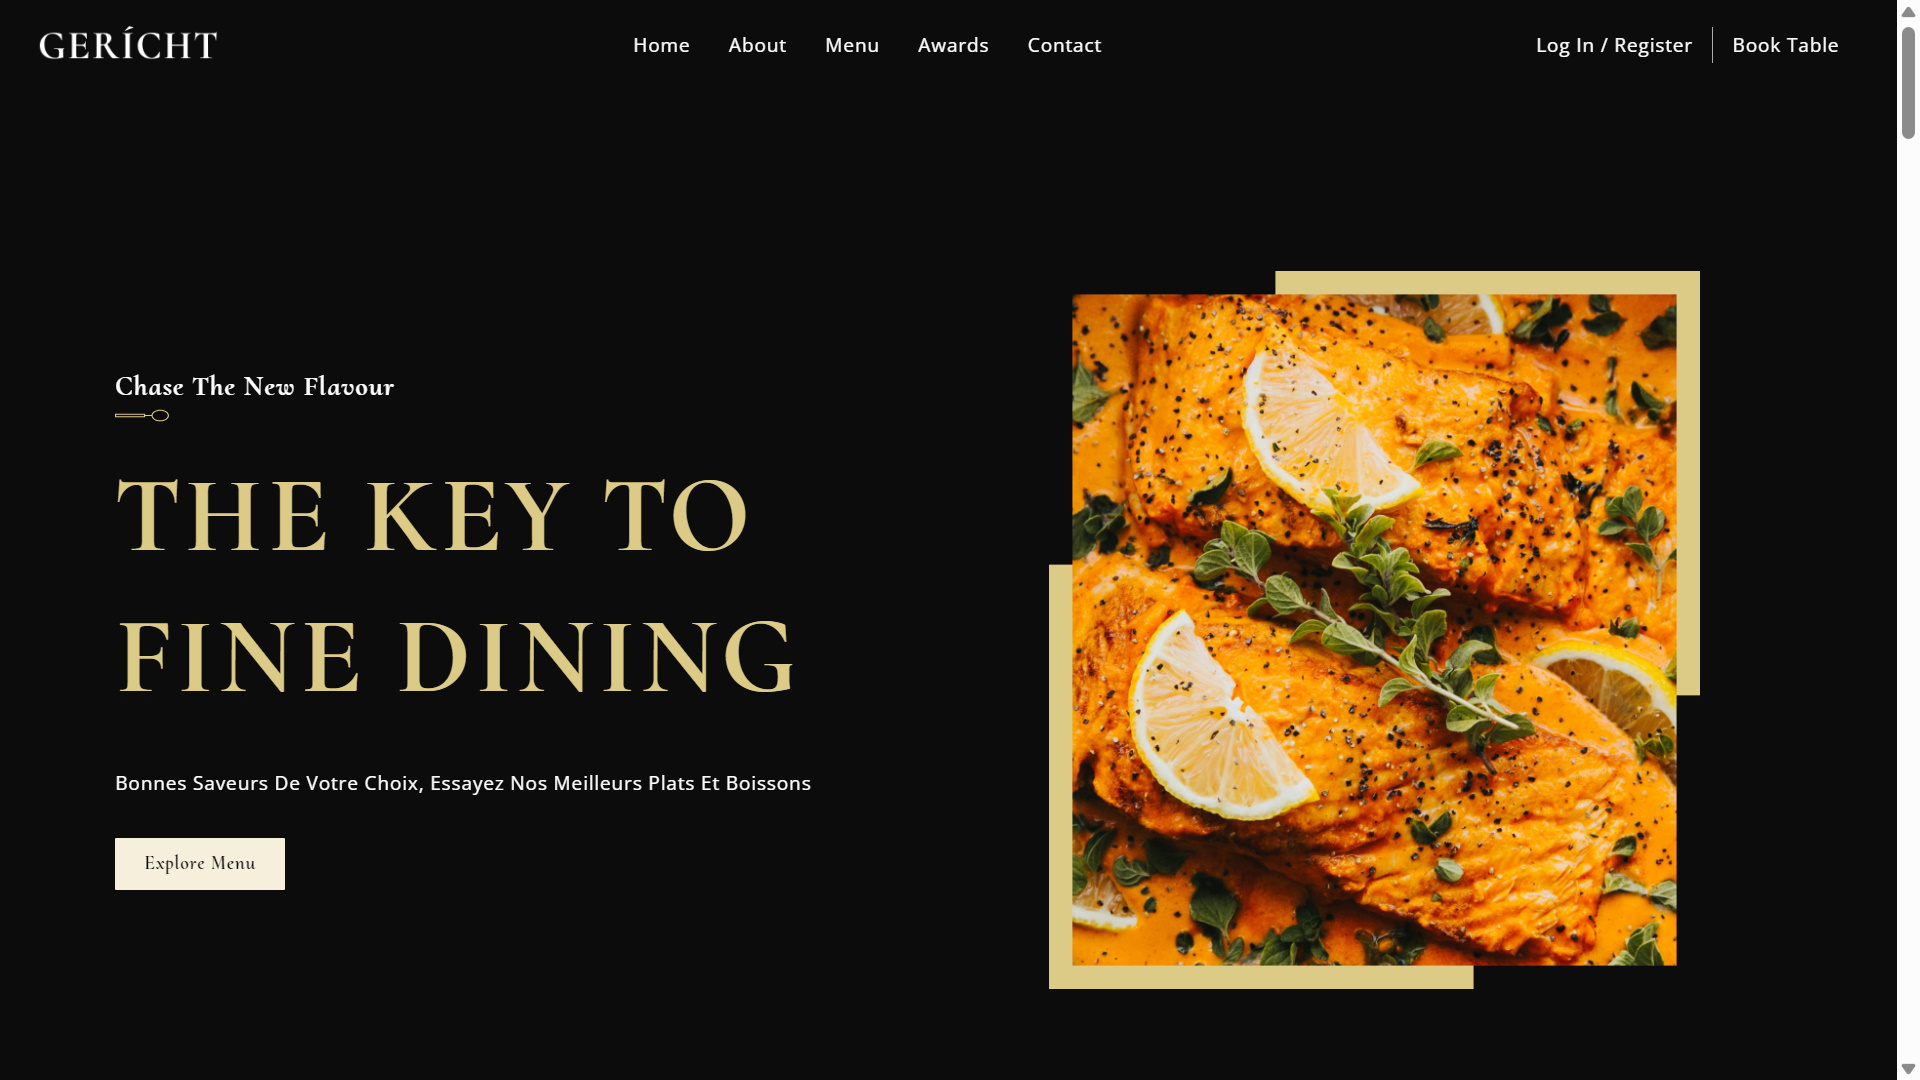 GERÍCHT
Home
About
Menu
Awards
Contact
Log In / Register
Book Table
Chase The New Flavour
THE KEY TO
FINE DINING
Bonnes Saveurs De Votre Choix, Essayez Nos Meilleurs Plats Et Boissons
Explore Menu